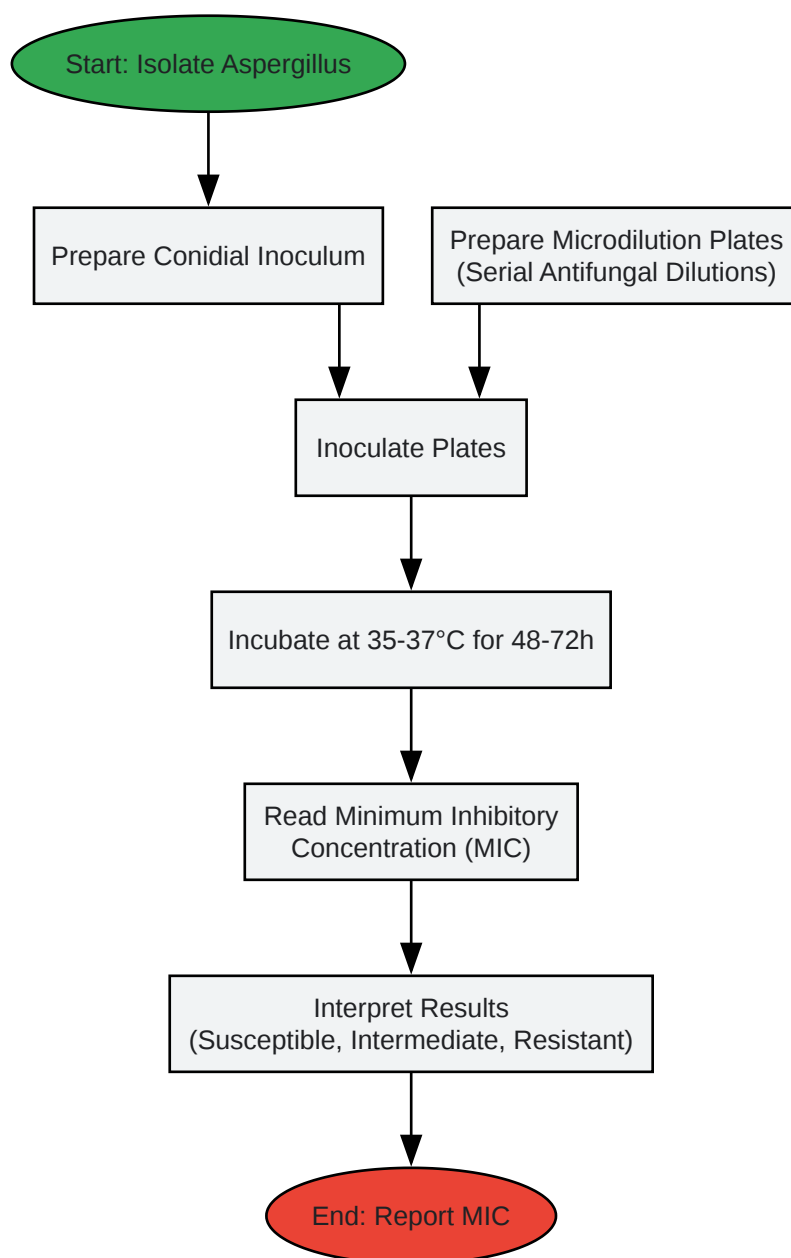 Start: Isolate Aspergillus
Prepare Conidial Inoculum
Prepare Microdilution Plates
(Serial Antifungal Dilutions)
Inoculate Plates
Incubate at 35-37°C for 48-72h
Read Minimum Inhibitory
Concentration (MIC)
Interpret Results
(Susceptible, Intermediate, Resistant)
End: Report MIC